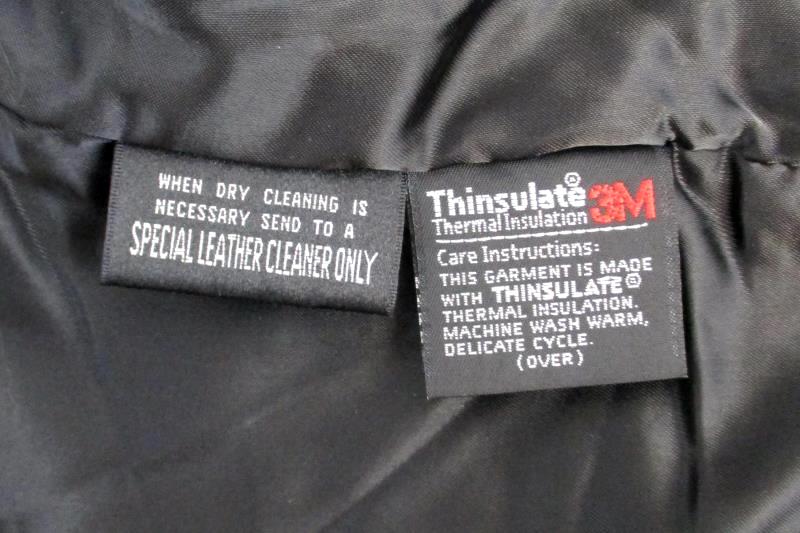 WHEN DRY CLEANING IS
NECESSARY SEND TO A
SPECIAL LEATHER CLEANER ONLY
Thinsulate® 3M
Thermal Insulation
Care Instructions:
THIS GARMENT IS MADE
WITH THINSULATE®
THERMAL INSULATION.
MACHINE WASH WARM,
DELICATE CYCLE.
(OVER)